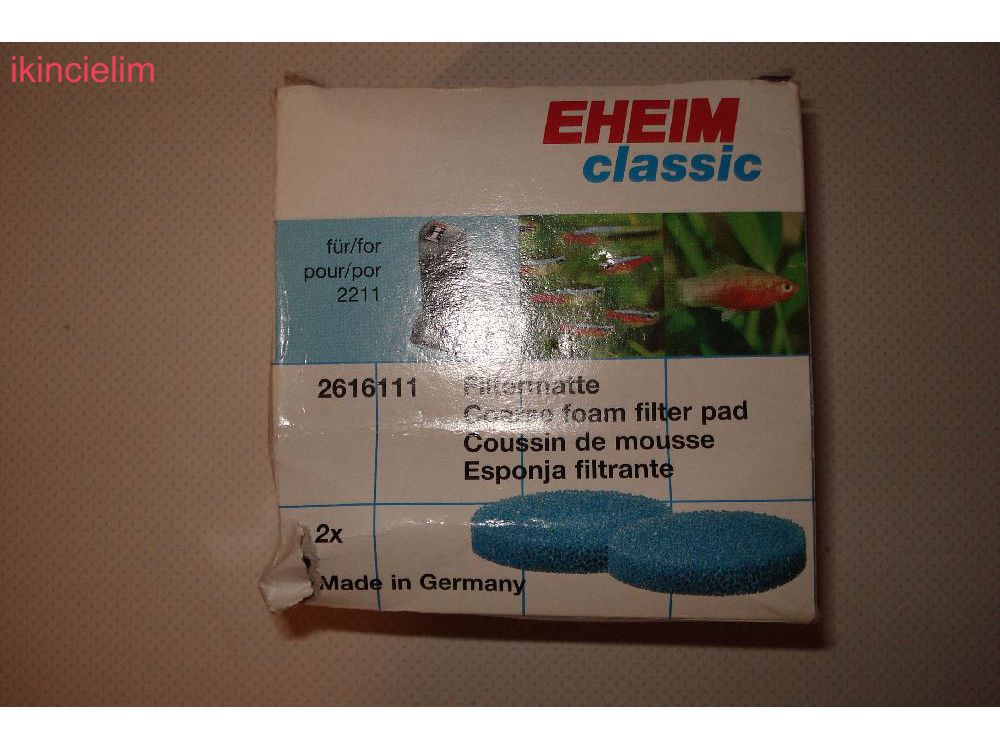 ikincielim
EHEIM
classic
für/for
pour/por
2211
2616111
Filtermatte
Coarse foam filter pad
Coussin de mousse
Esponja filtrante
2x
Made in Germany